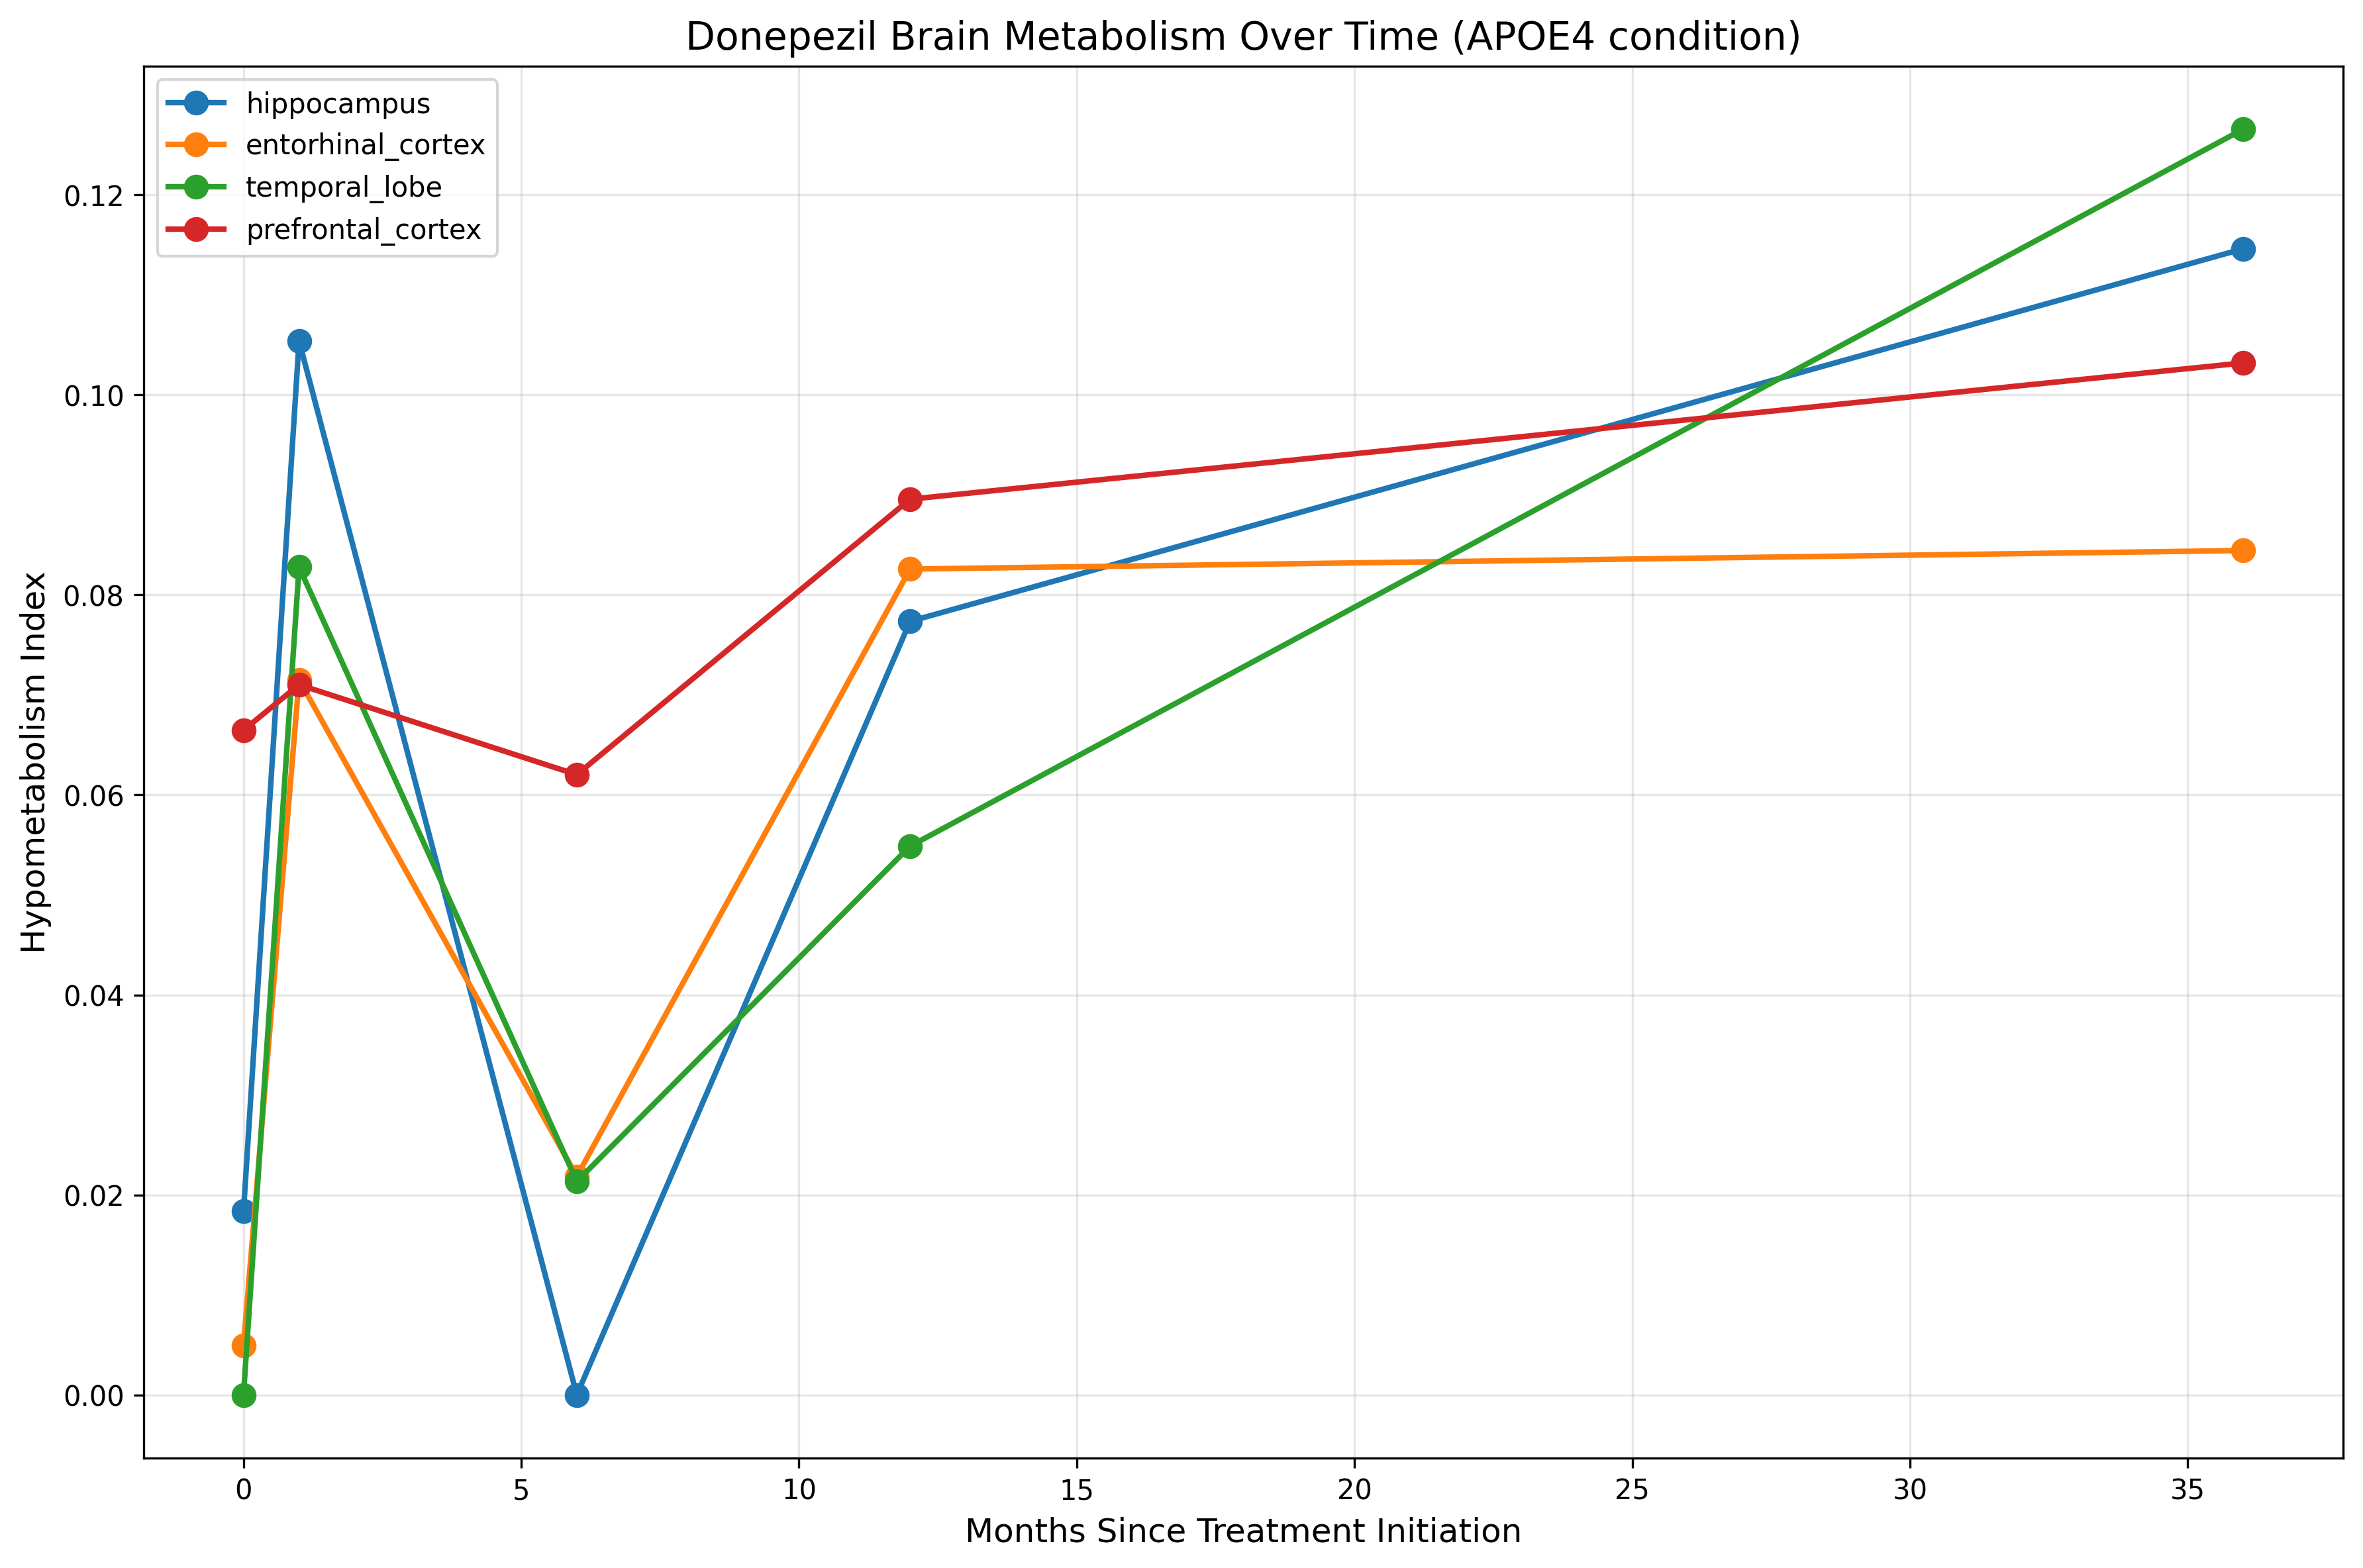 Donepezil Brain Metabolism Over Time (APOE4 condition)
hippocampus
entorhinal_cortex
temporal_lobe
prefrontal_cortex
Hypometabolism Index
0.12
0.10
0.08
0.06
0.04
0.02
0.00
0 5 10 15 20 25 30 35
Months Since Treatment Initiation